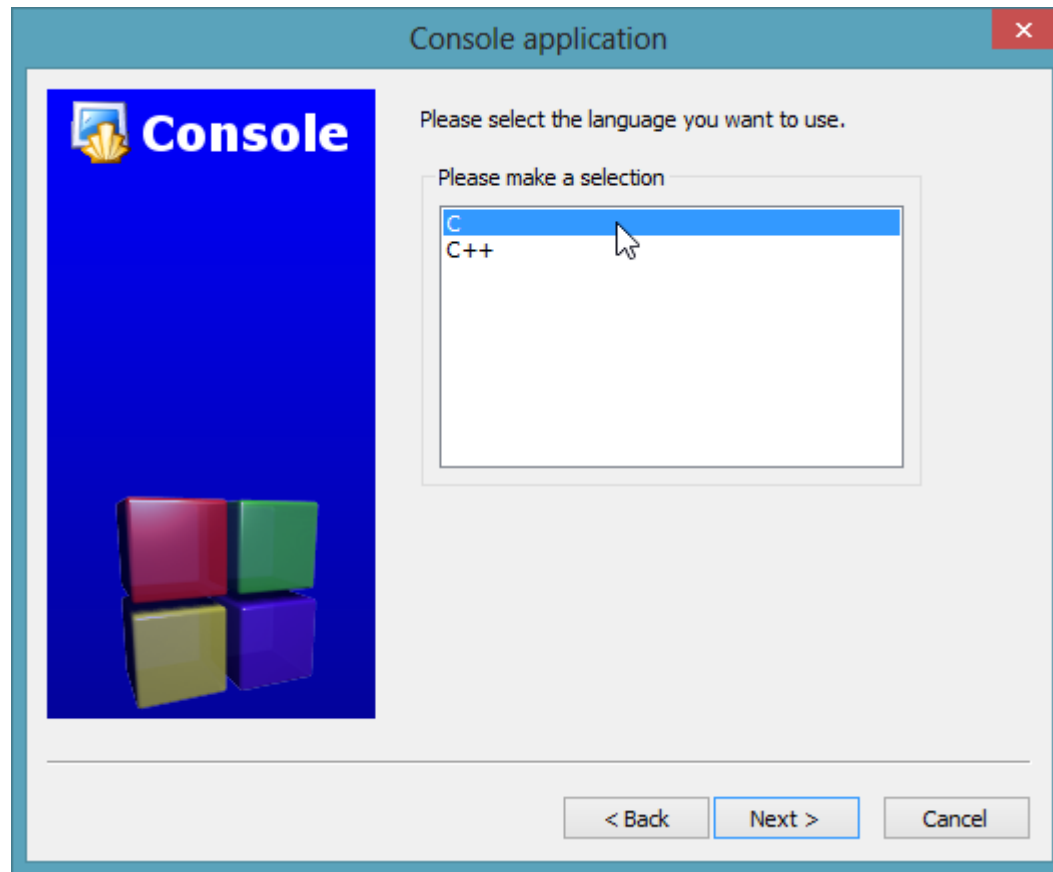 Console application
Console
Please select the language you want to use.
Please make a selection
C
C++
< Back
Next >
Cancel